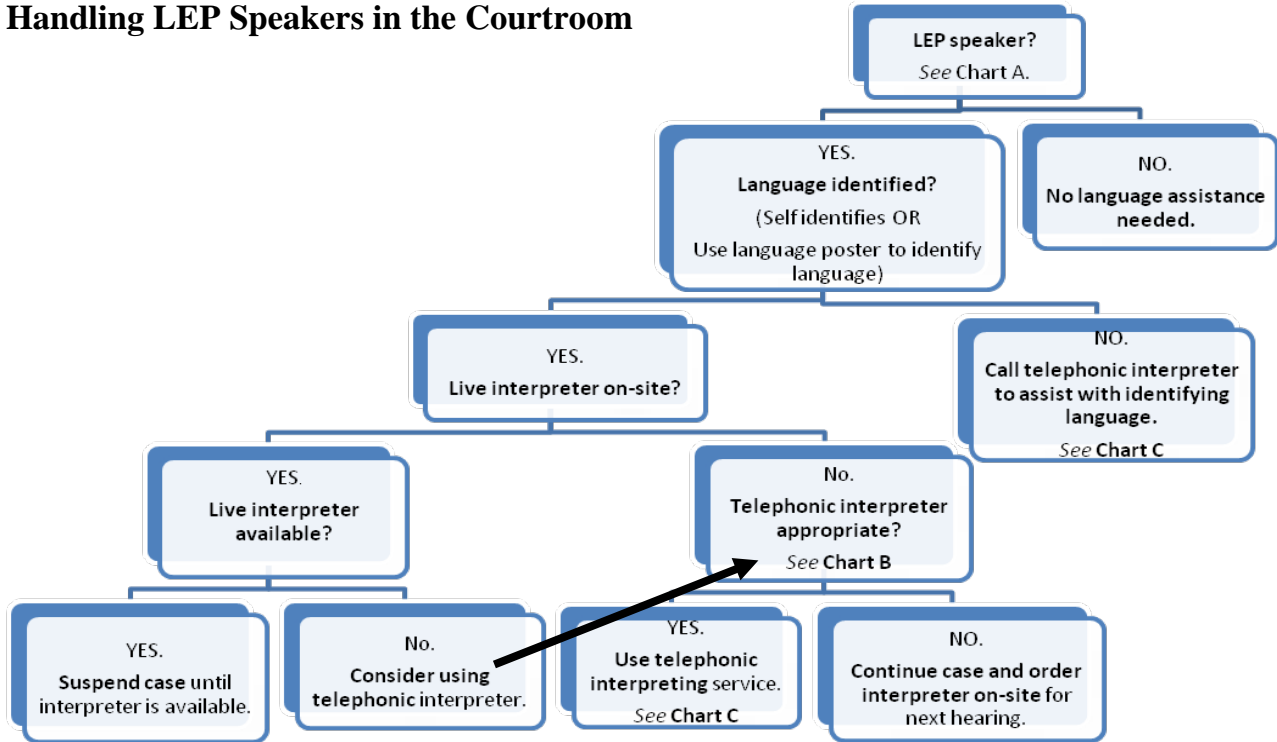 Handling LEP Speakers in the Courtroom
LEP speaker?
See Chart A.
YES.
Language identified?
(Self identifies OR
Use language poster to identify
language)
NO.
No language assistance
needed.
YES.
Live interpreter on-site?
NO.
Call telephonic interpreter
to assist with identifying
language.
See Chart C
YES.
Live interpreter
available?
No.
Telephonic interpreter
appropriate?
See Chart B
YES.
Suspend case until
interpreter is available.
No.
Consider using
telephonic interpreter.
YES.
Use telephonic
interpreting service.
See Chart C
NO.
Continue case and order
interpreter on-site for
next hearing.